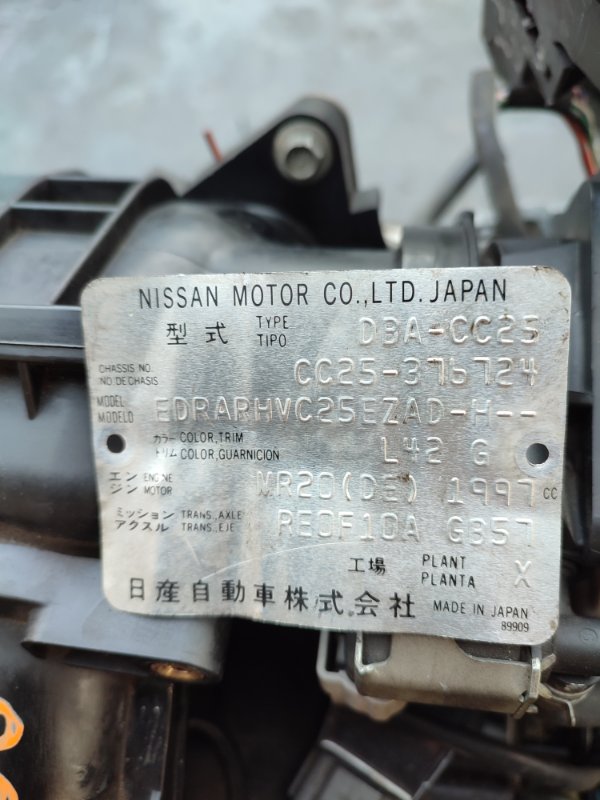 NISSAN MOTOR CO.,LTD. JAPAN
型式 TYPE TIPO DBA-CC25
CHASSIS NO. NO. DE CHASIS CC25-376724
MODEL MODELO EDRARHVC25EZAD-H--
カラー トリム COLOR,TRIM COLOR,GUARNICION L42 G
エンジン ENGINE MOTOR MR20(DE) 1997 CC
ミッション アクスル TRANS.,AXLE TRANS.,EJE RE0F10A GB57
工場 PLANT PLANTA X
日産自動車株式会社 MADE IN JAPAN
89909